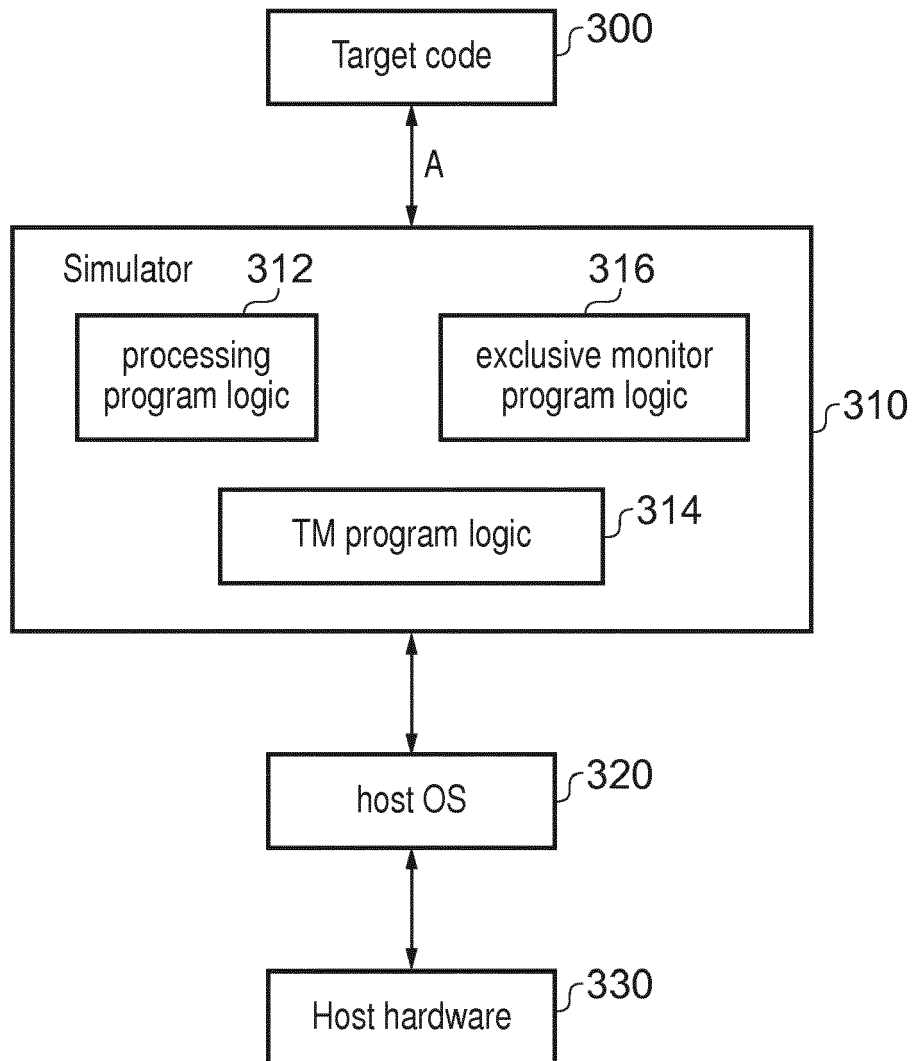 Target code
300
A
Simulator
312
316
processing
program logic
exclusive monitor
program logic
310
TM program logic
314
host OS
320
Host hardware
330